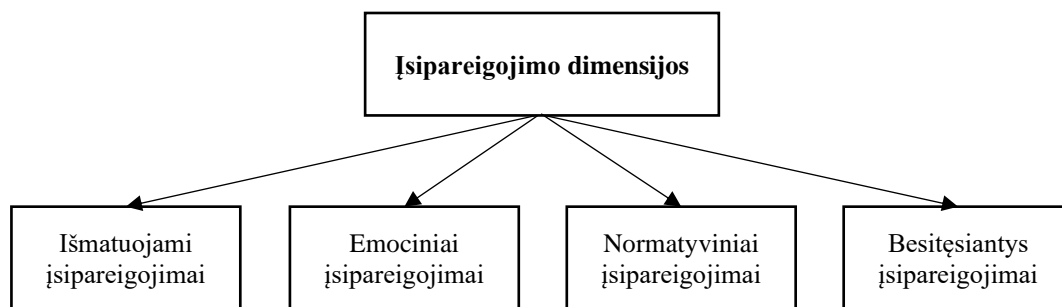 Įsipareigojimo dimensijos
Išmatuojami
įsipareigojimai
Emociniai
įsipareigojimai
Normatyviniai
įsipareigojimai
Besitęsiantys
įsipareigojimai